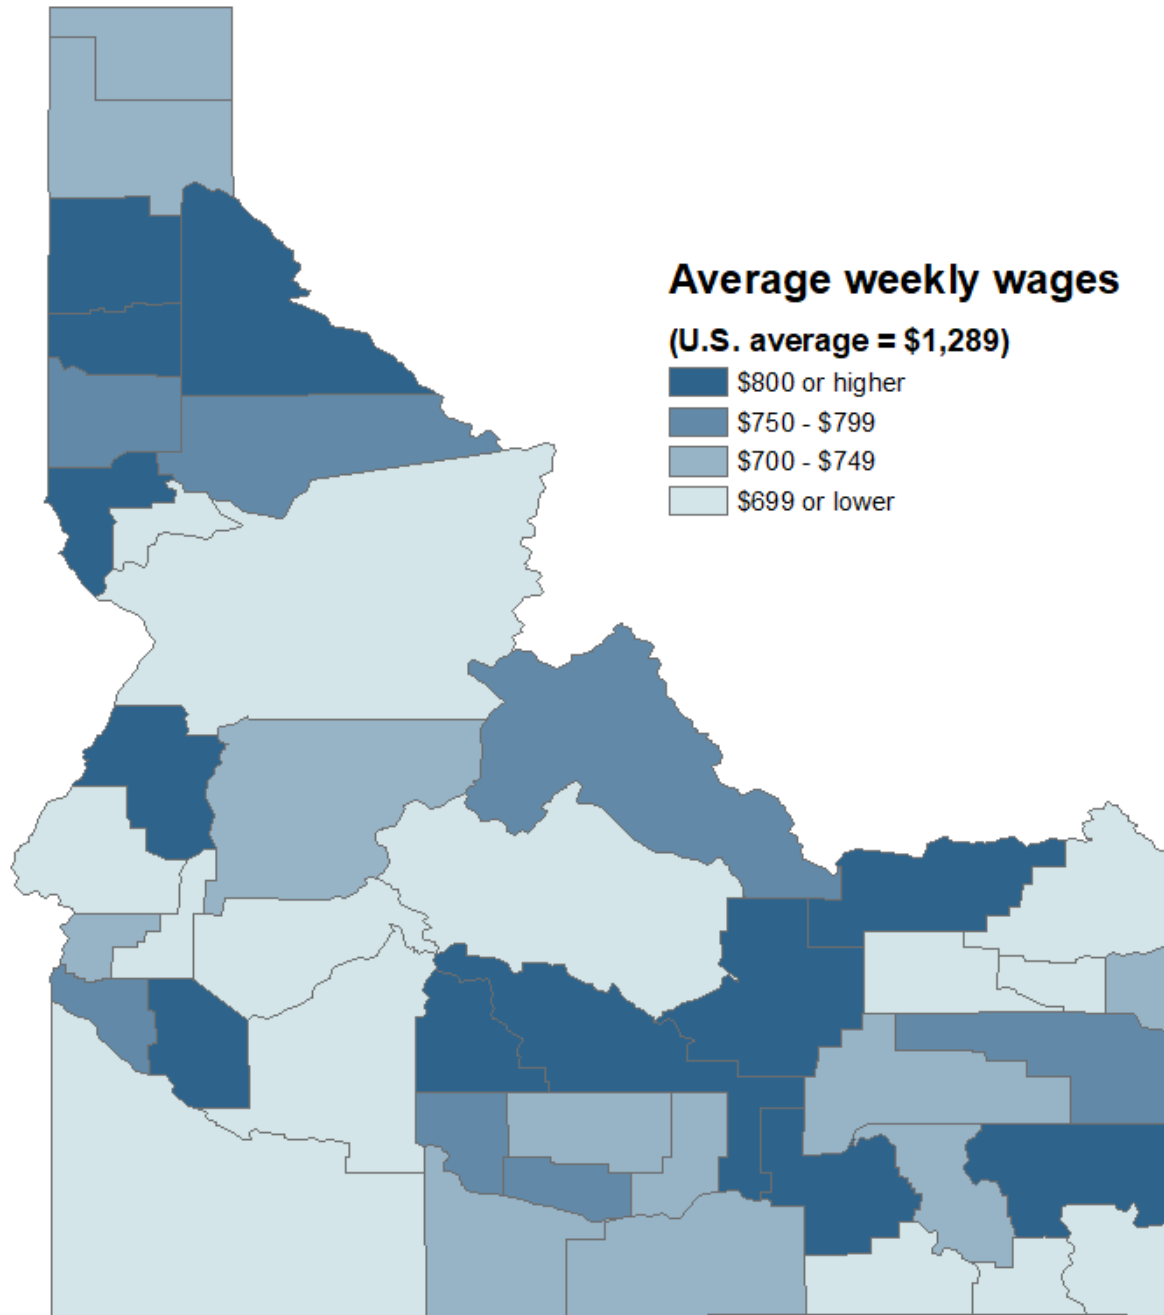 Average weekly wages
(U.S. average = $1,289)
$800 or higher
$750 - $799
$700 - $749
$699 or lower